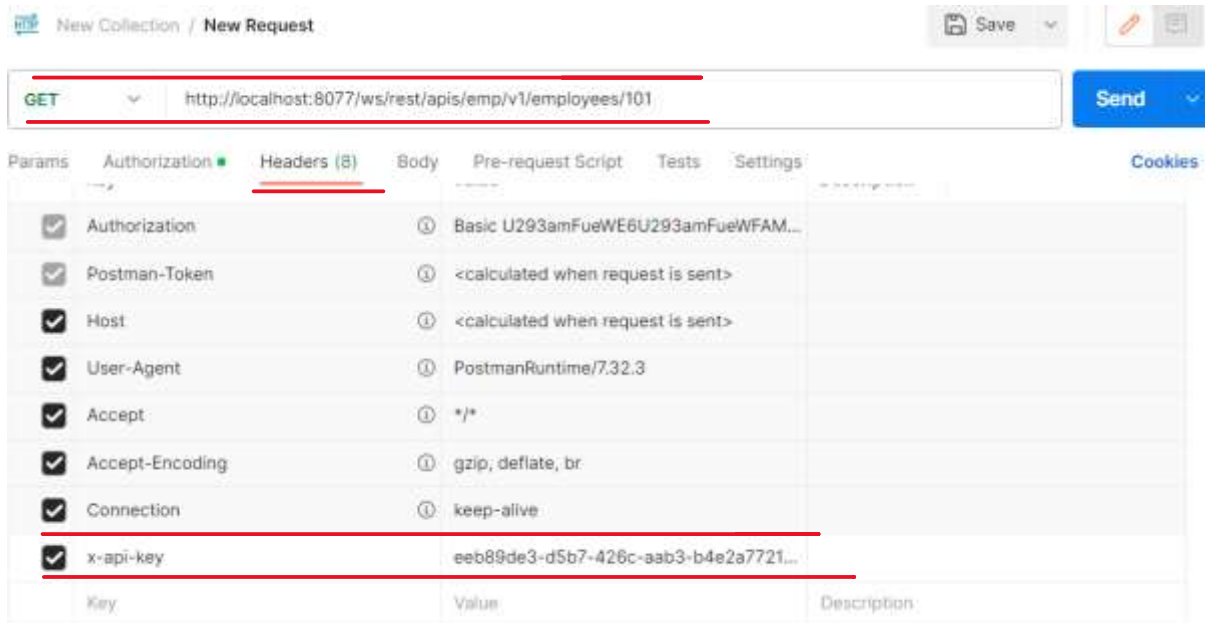 HTTP New Collection / New Request Save
GET http://localhost:8077/ws/rest/apis/emp/v1/employees/101 Send
Params Authorization Headers (8) Body Pre-request Script Tests Settings Cookies
Authorization Basic U293amFueWE6U293amFueWFAM...
Postman-Token <calculated when request is sent>
Host <calculated when request is sent>
User-Agent PostmanRuntime/7.32.3
Accept */*
Accept-Encoding gzip, deflate, br
Connection keep-alive
x-api-key eeb89de3-d5b7-426c-aab3-b4e2a7721...
Key Value Description